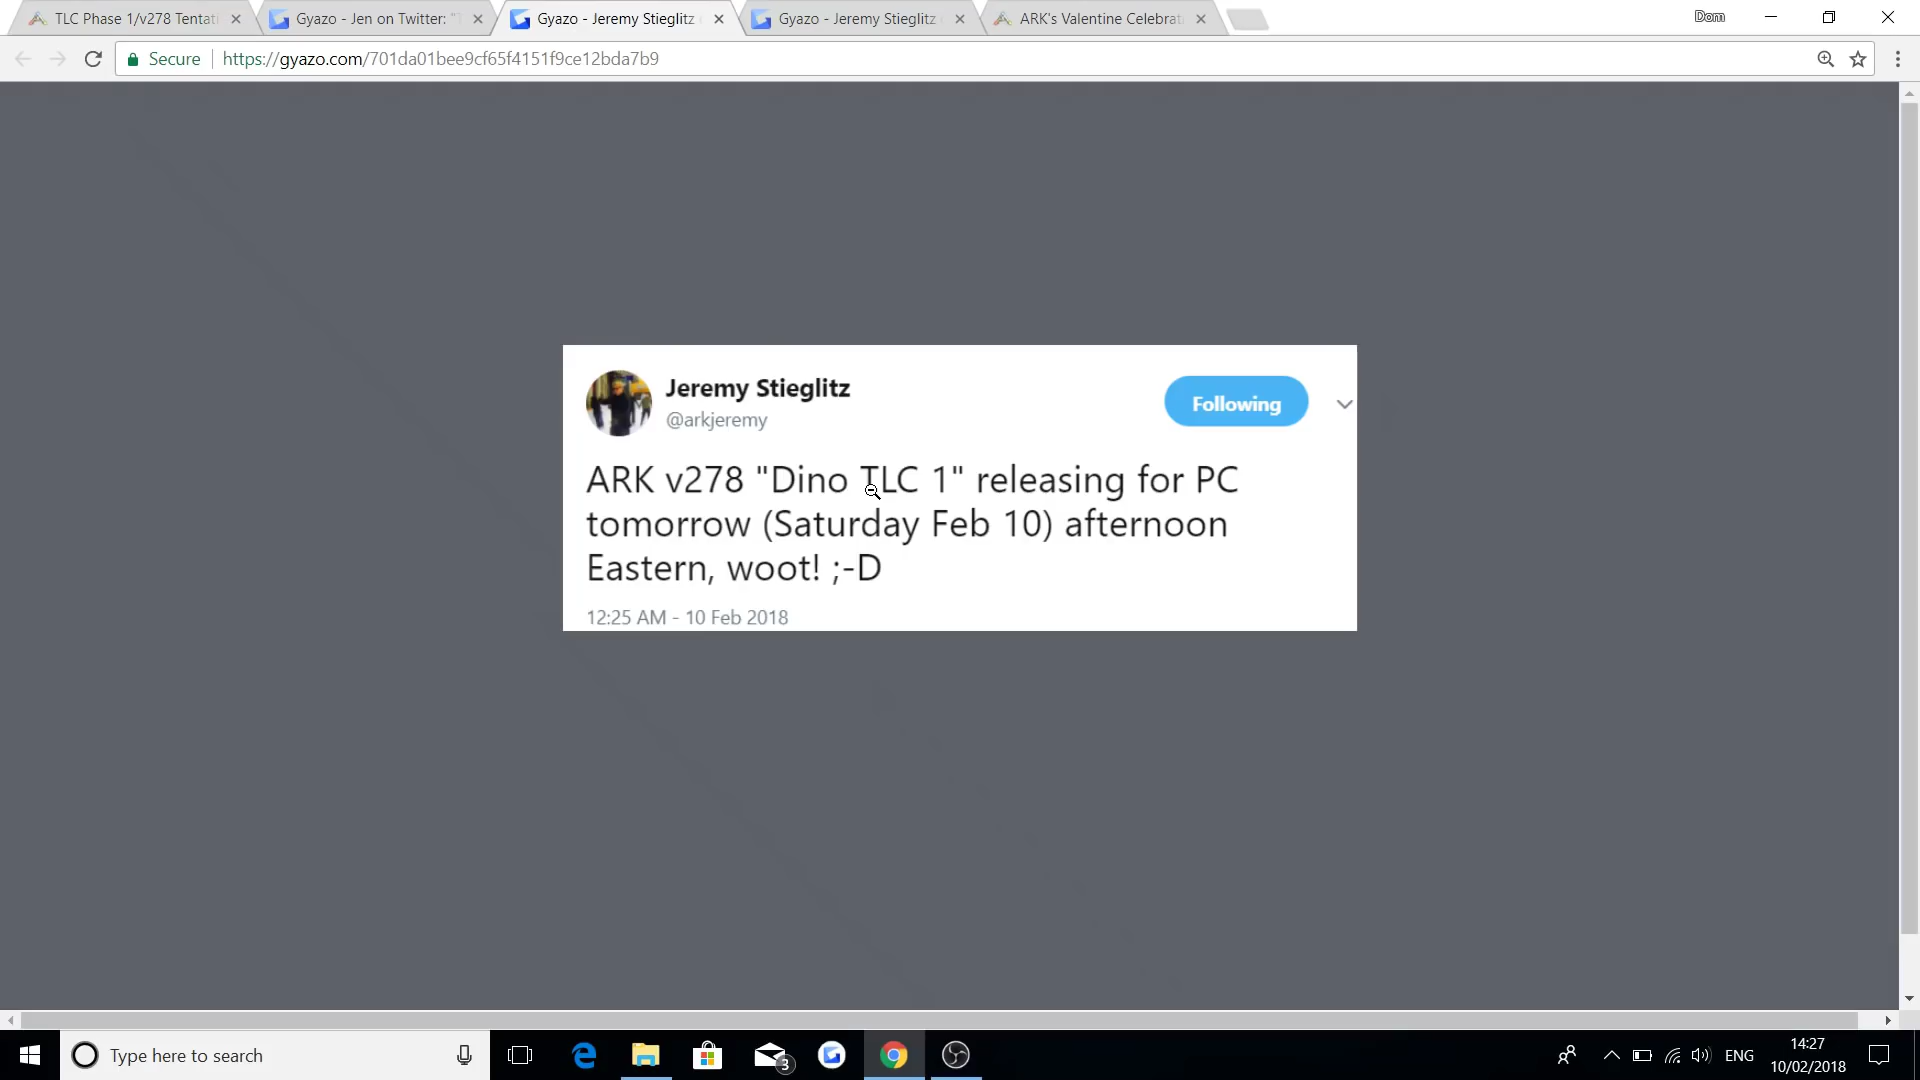 TLC Phase 1/v278 Tentati
Gyazo - Jen on Twitter: "
Gyazo - Jeremy Stieglitz
Gyazo - Jeremy Stieglitz
ARK's Valentine Celebrat
Dom
Secure
https://gyazo.com/701da01bee9cf65f4151f9ce12bda7b9
Jeremy Stieglitz
@arkjeremy
Following
ARK v278 "Dino TLC 1" releasing for PC
tomorrow (Saturday Feb 10) afternoon
Eastern, woot! ;-D
12:25 AM - 10 Feb 2018
Type here to search
3
ENG
14:27
10/02/2018